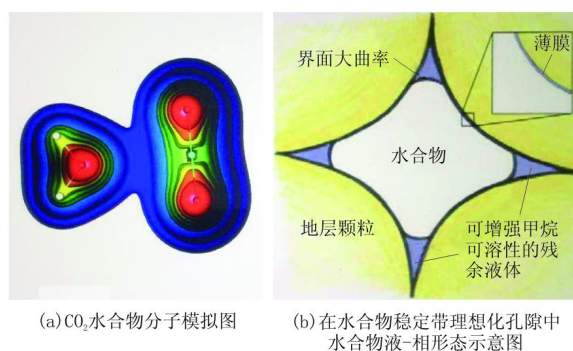 界面大曲率
薄膜
水合物
地层颗粒
可增强甲烷
可溶性的残
余液体
(a)CO₂水合物分子模拟图
(b)在水合物稳定带理想化孔隙中
水合物液-相形态示意图